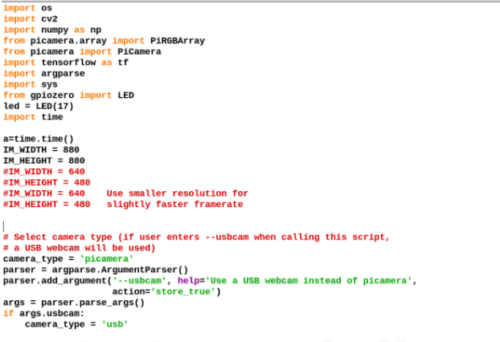 import os
import cv2
import numpy as np
from picamera.array import PiRGBArray
from picamera import PiCamera
import tensorflow as tf
import argparse
import sys
from gpiozero import LED
led = LED(17)
import time
a=time.time()
IM_WIDTH = 880
IM_HEIGHT = 880
#IM_WIDTH = 640
#IM_HEIGHT = 480
#IM_WIDTH = 640    Use smaller resolution for
#IM_HEIGHT = 480   slightly faster framerate
# Select camera type (if user enters --usbcam when calling this script,
# a USB webcam will be used)
camera_type = 'picamera'
parser = argparse.ArgumentParser()
parser.add_argument('--usbcam', help='Use a USB webcam instead of picamera',
                    action='store_true')
args = parser.parse_args()
if args.usbcam:
    camera_type = 'usb'